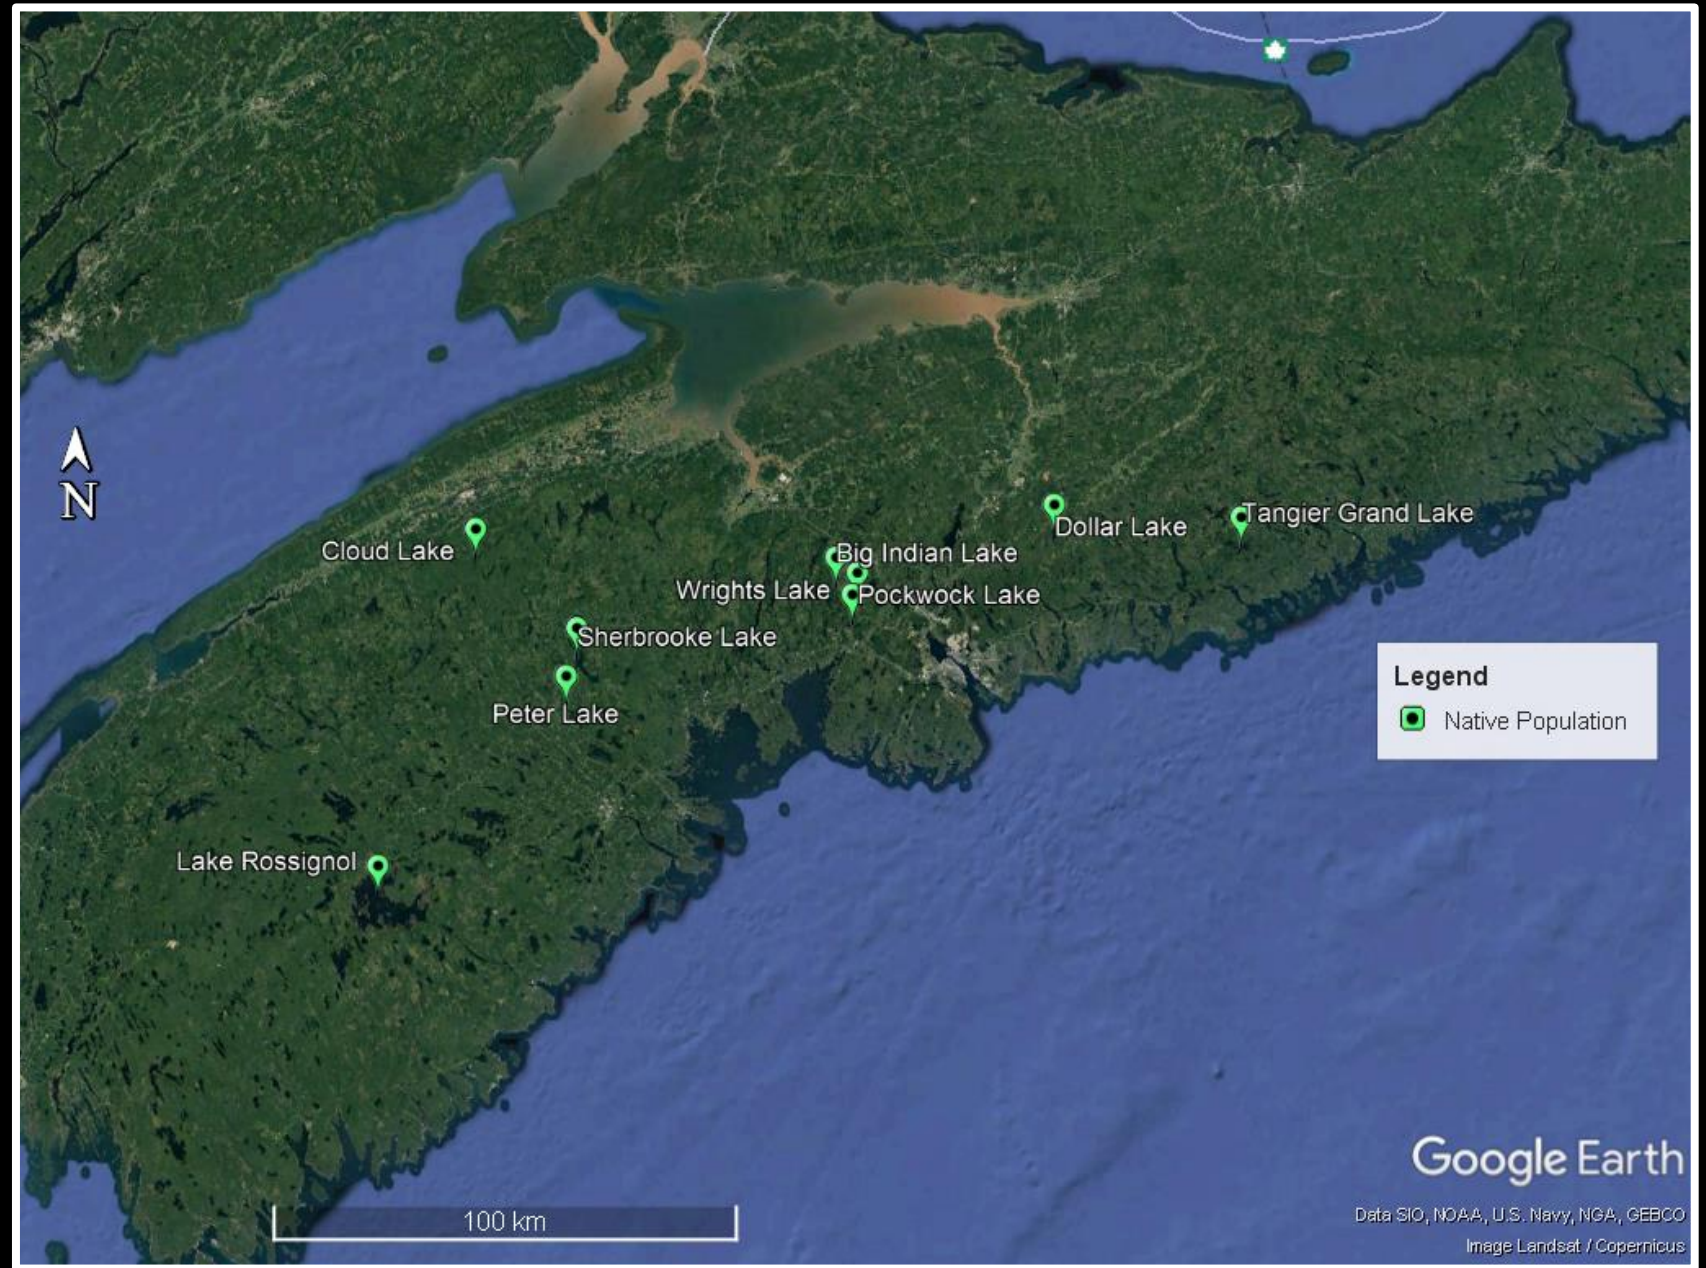 N
Cloud Lake
Dollar Lake
Tangier Grand Lake
Big Indian Lake
Wrights Lake
Pockwock Lake
Sherbrooke Lake
Peter Lake
Legend
Native Population
Lake Rossignol
100 km
Google Earth
Data SIO, NOAA, U.S. Navy, NGA, GEBCO
Image Landsat / Copernicus